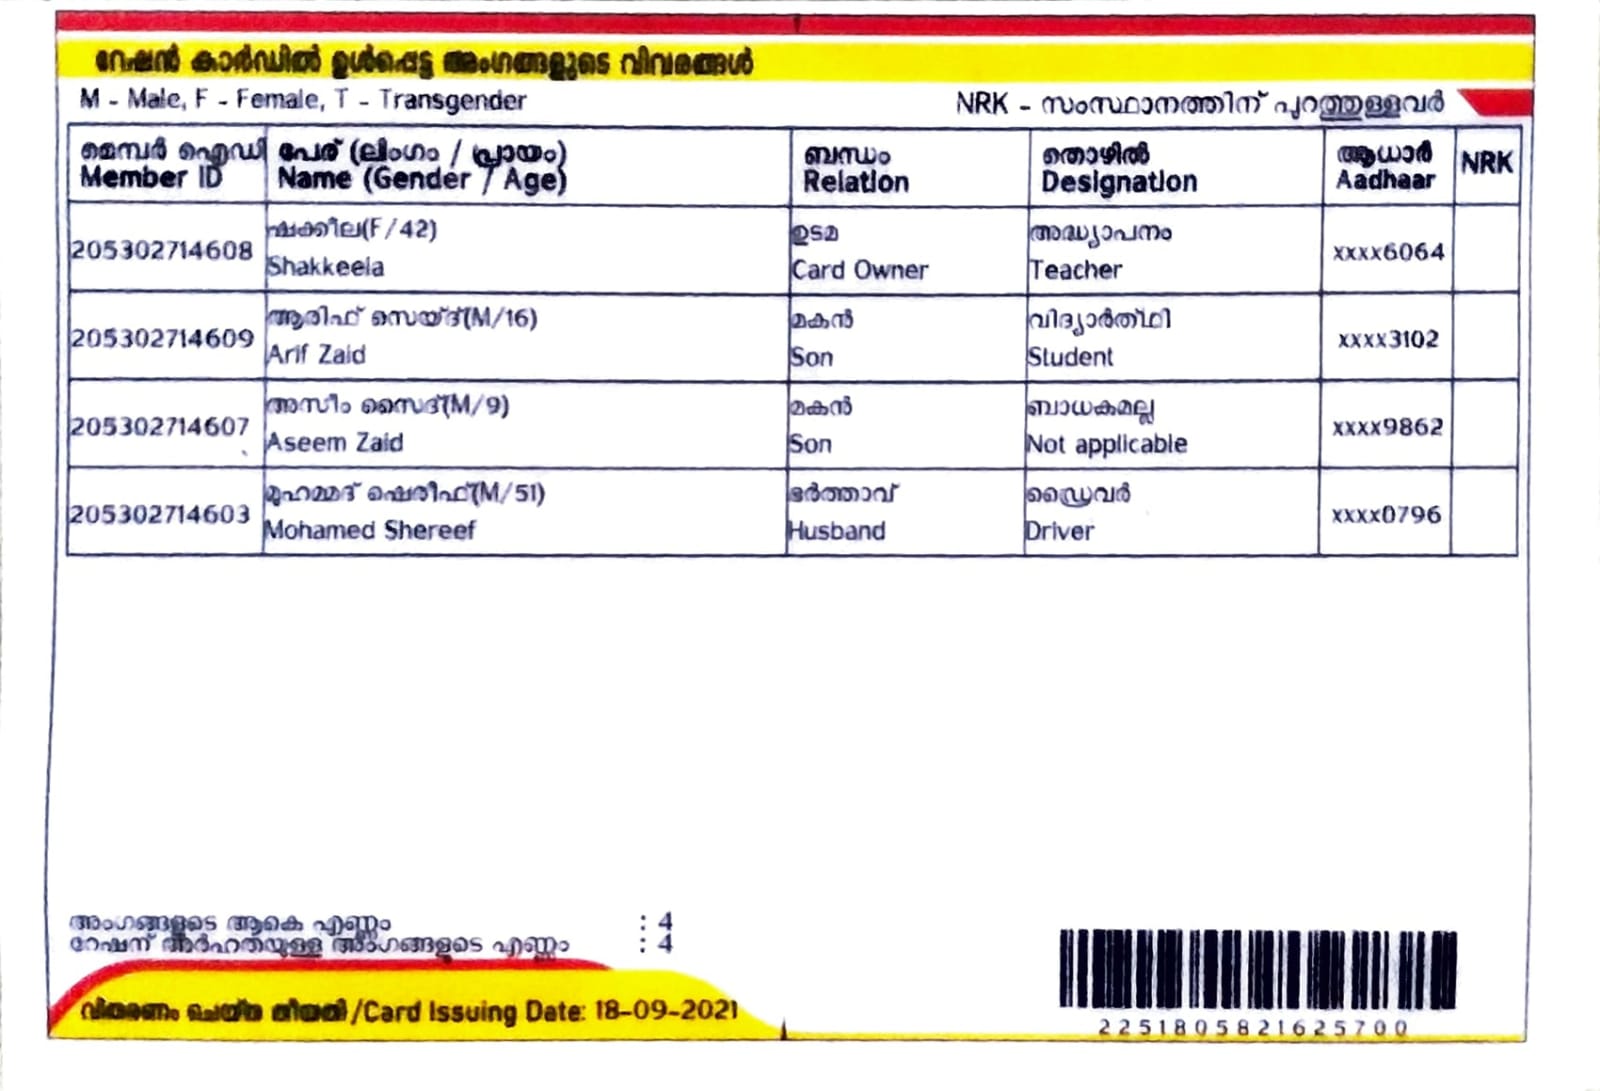 റേഷൻ കാർഡിൽ ഉൾപ്പെട്ട അംഗങ്ങളുടെ വിവരങ്ങൾ
M - Male, F - Female, T - Transgender
NRK - സംസ്ഥാനത്തിന് പുറത്തുള്ളവർ
മെമ്പർ ഐഡി പേര് (ലിംഗം / പ്രായം) ബന്ധം തൊഴിൽ ആധാർ NRK
Member ID Name (Gender / Age) Relation Designation Aadhaar
205302714608 ഷക്കീല(F/42) ഉടമ അദ്ധ്യാപനം xxxx6064
Shakkeela Card Owner Teacher
205302714609 ആരിഫ് സെയ്ദ്(M/16) മകൻ വിദ്യാർത്ഥി xxxx3102
Arif Zaid Son Student
205302714607 അസീം സൈദ്(M/9) മകൻ ബാധകമല്ല xxxx9862
Aseem Zaid Son Not applicable
205302714603 മുഹമ്മദ് ഷെരീഫ്(M/51) ഭർത്താവ് ഡ്രൈവർ xxxx0796
Mohamed Shereef Husband Driver
അംഗങ്ങളുടെ ആകെ എണ്ണം : 4
റേഷന് അർഹതയുള്ള അംഗങ്ങളുടെ എണ്ണം : 4
വിതരണം ചെയ്ത തീയതി/Card Issuing Date: 18-09-2021
2251805821625700